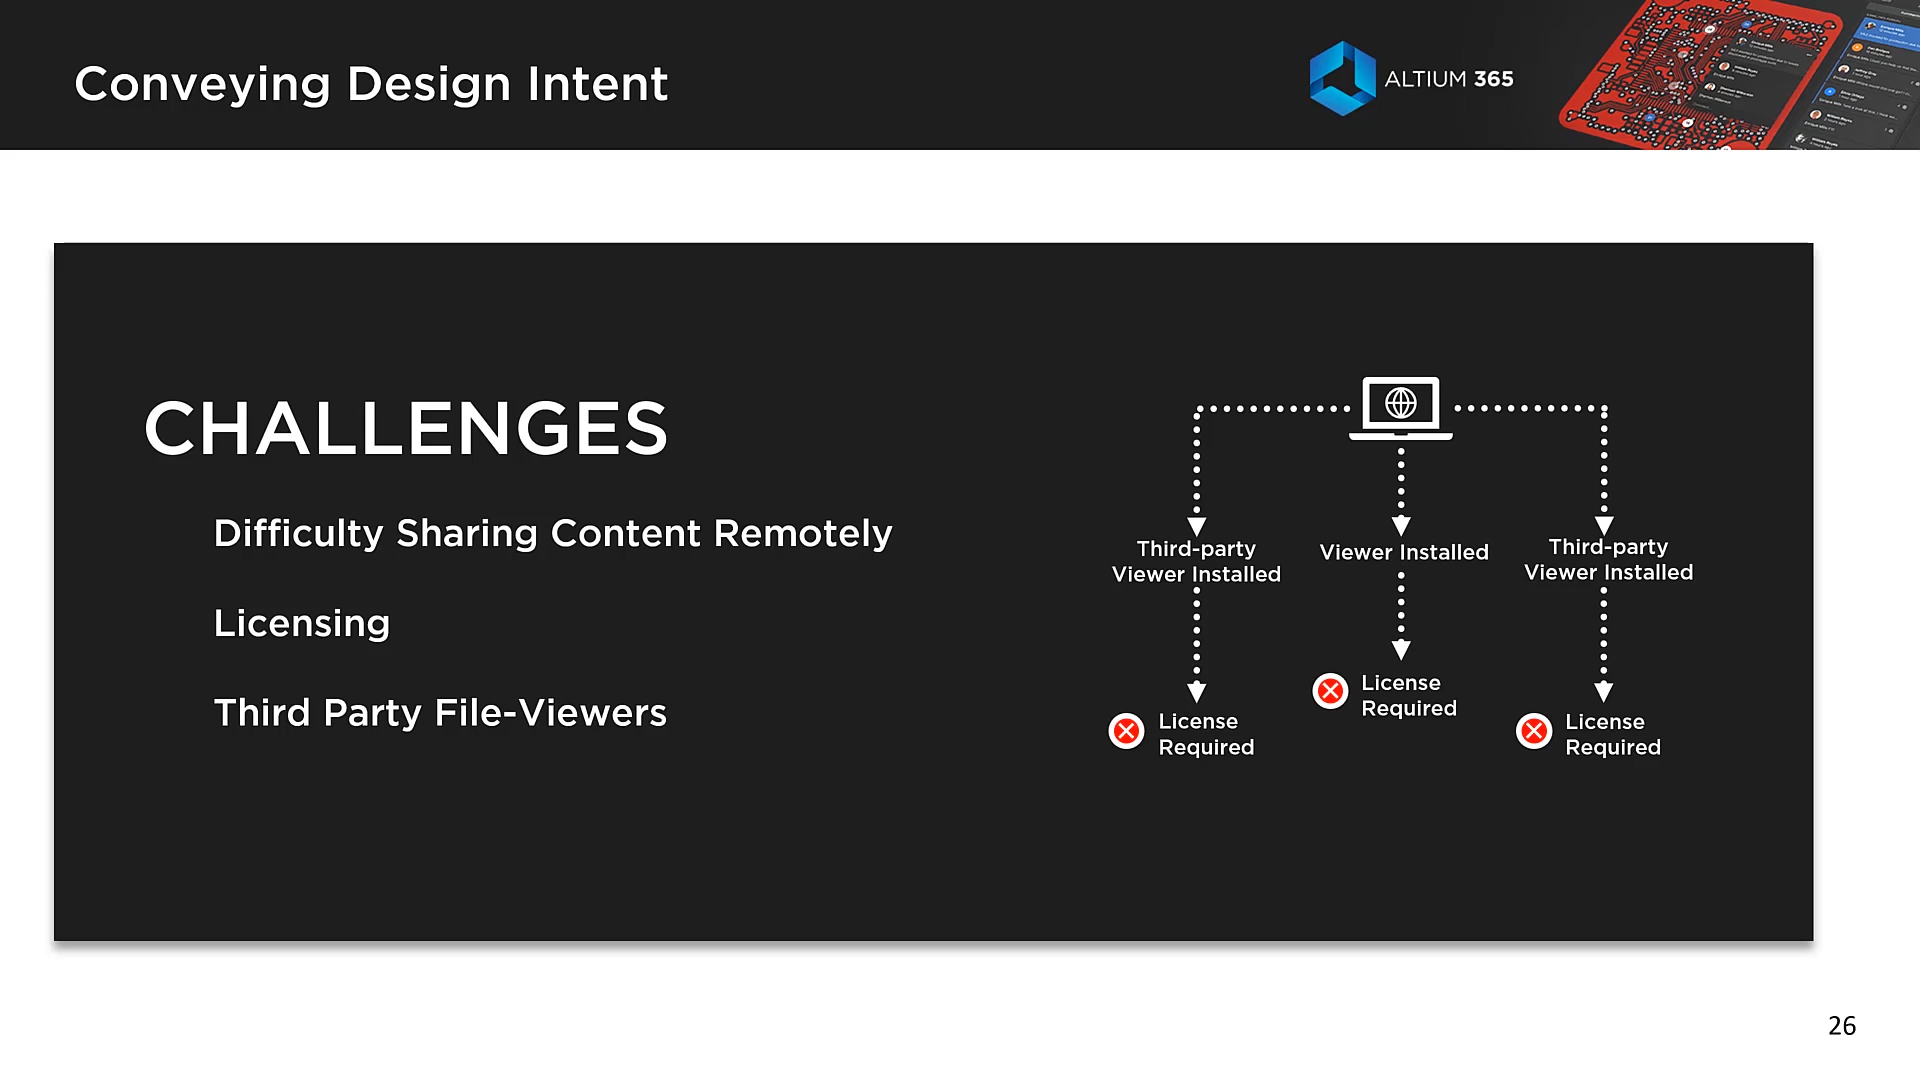 Conveying Design Intent
ALTIUM 365
CHALLENGES
Difficulty Sharing Content Remotely
Licensing
Third Party File-Viewers
Third-party
Viewer Installed
License
Required
Viewer Installed
License
Required
Third-party
Viewer Installed
License
Required
26